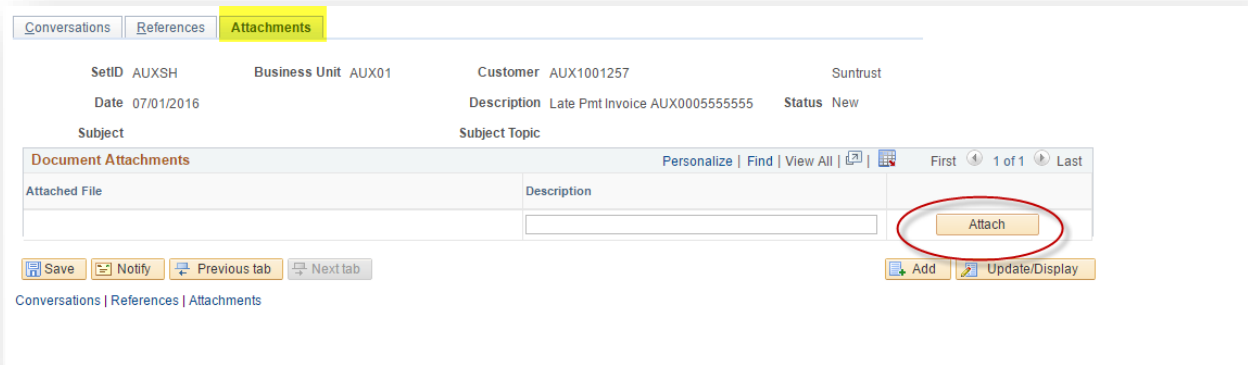 Conversations References Attachments
SetID AUXSH Business Unit AUX01 Customer AUX1001257 Suntrust
Date 07/01/2016 Description Late Pmt Invoice AUX0005555555 Status New
Subject Subject Topic
Document Attachments Personalize | Find | View All | | First 1 of 1 Last
Attached File Description
Attach
Save Notify Previous tab Next tab Add Update/Display
Conversations | References | Attachments